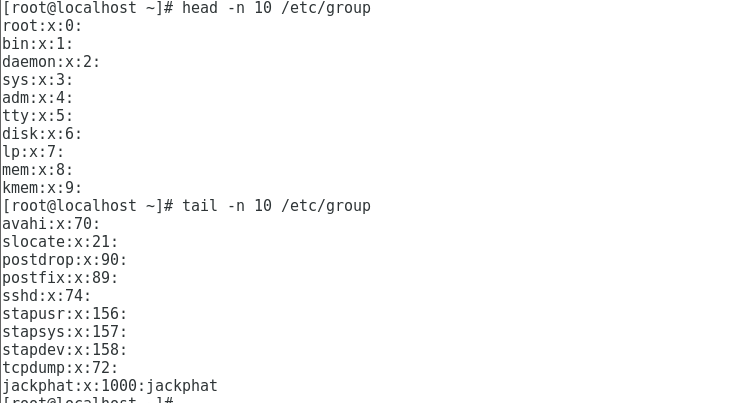 [root@localhost ~]# head -n 10 /etc/group
root:x:0:
bin:x:1:
daemon:x:2:
sys:x:3:
adm:x:4:
tty:x:5:
disk:x:6:
lp:x:7:
mem:x:8:
kmem:x:9:
[root@localhost ~]# tail -n 10 /etc/group
avahi:x:70:
slocate:x:21:
postdrop:x:90:
postfix:x:89:
sshd:x:74:
stapusr:x:156:
stapsys:x:157:
stapdev:x:158:
tcpdump:x:72:
jackphat:x:1000:jackphat
[root@localhost ~]#